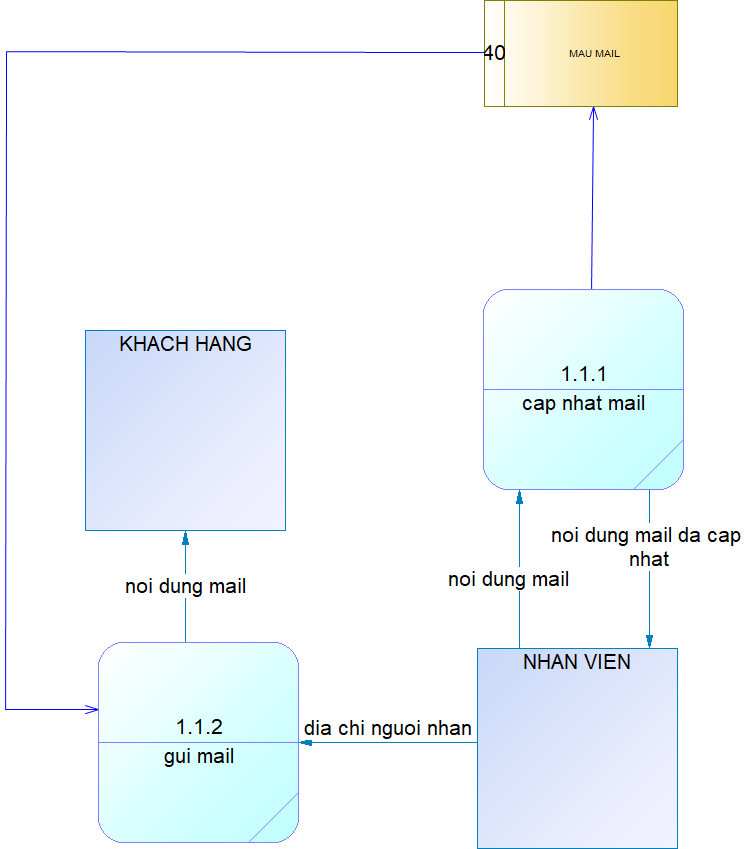 40
MAU MAIL
KHACH HANG
1.1.1
cap nhat mail
noi dung mail da cap
nhat
noi dung mail
noi dung mail
NHAN VIEN
1.1.2
gui mail
dia chi nguoi nhan